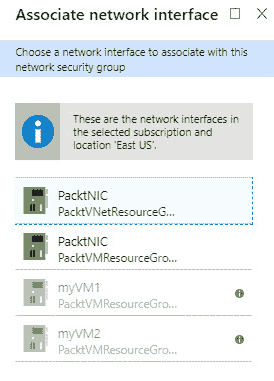 Associate network interface
Choose a network interface to associate with this
network security group
These are the network interfaces in
the selected subscription and
location 'East US'.
PacktNIC
PacktVNetResourceG...
PacktNIC
PacktVMResourceGro...
myVM1
PacktVMResourceGro...
myVM2
PacktVMResourceGro...